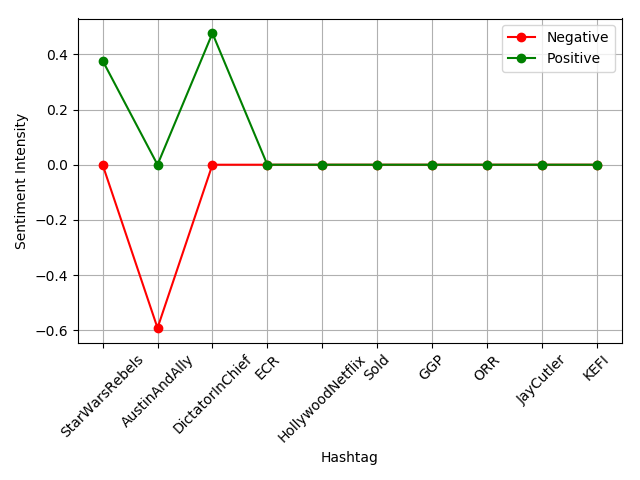 Negative
Positive
0.4
0.2
0.0
−0.2
−0.4
−0.6
Sentiment Intensity
StarWarsRebels
AustinAndAlly
DictatorInChief
ECR
HollywoodNetflix
Sold
GGP
ORR
JayCutler
KEFI
Hashtag